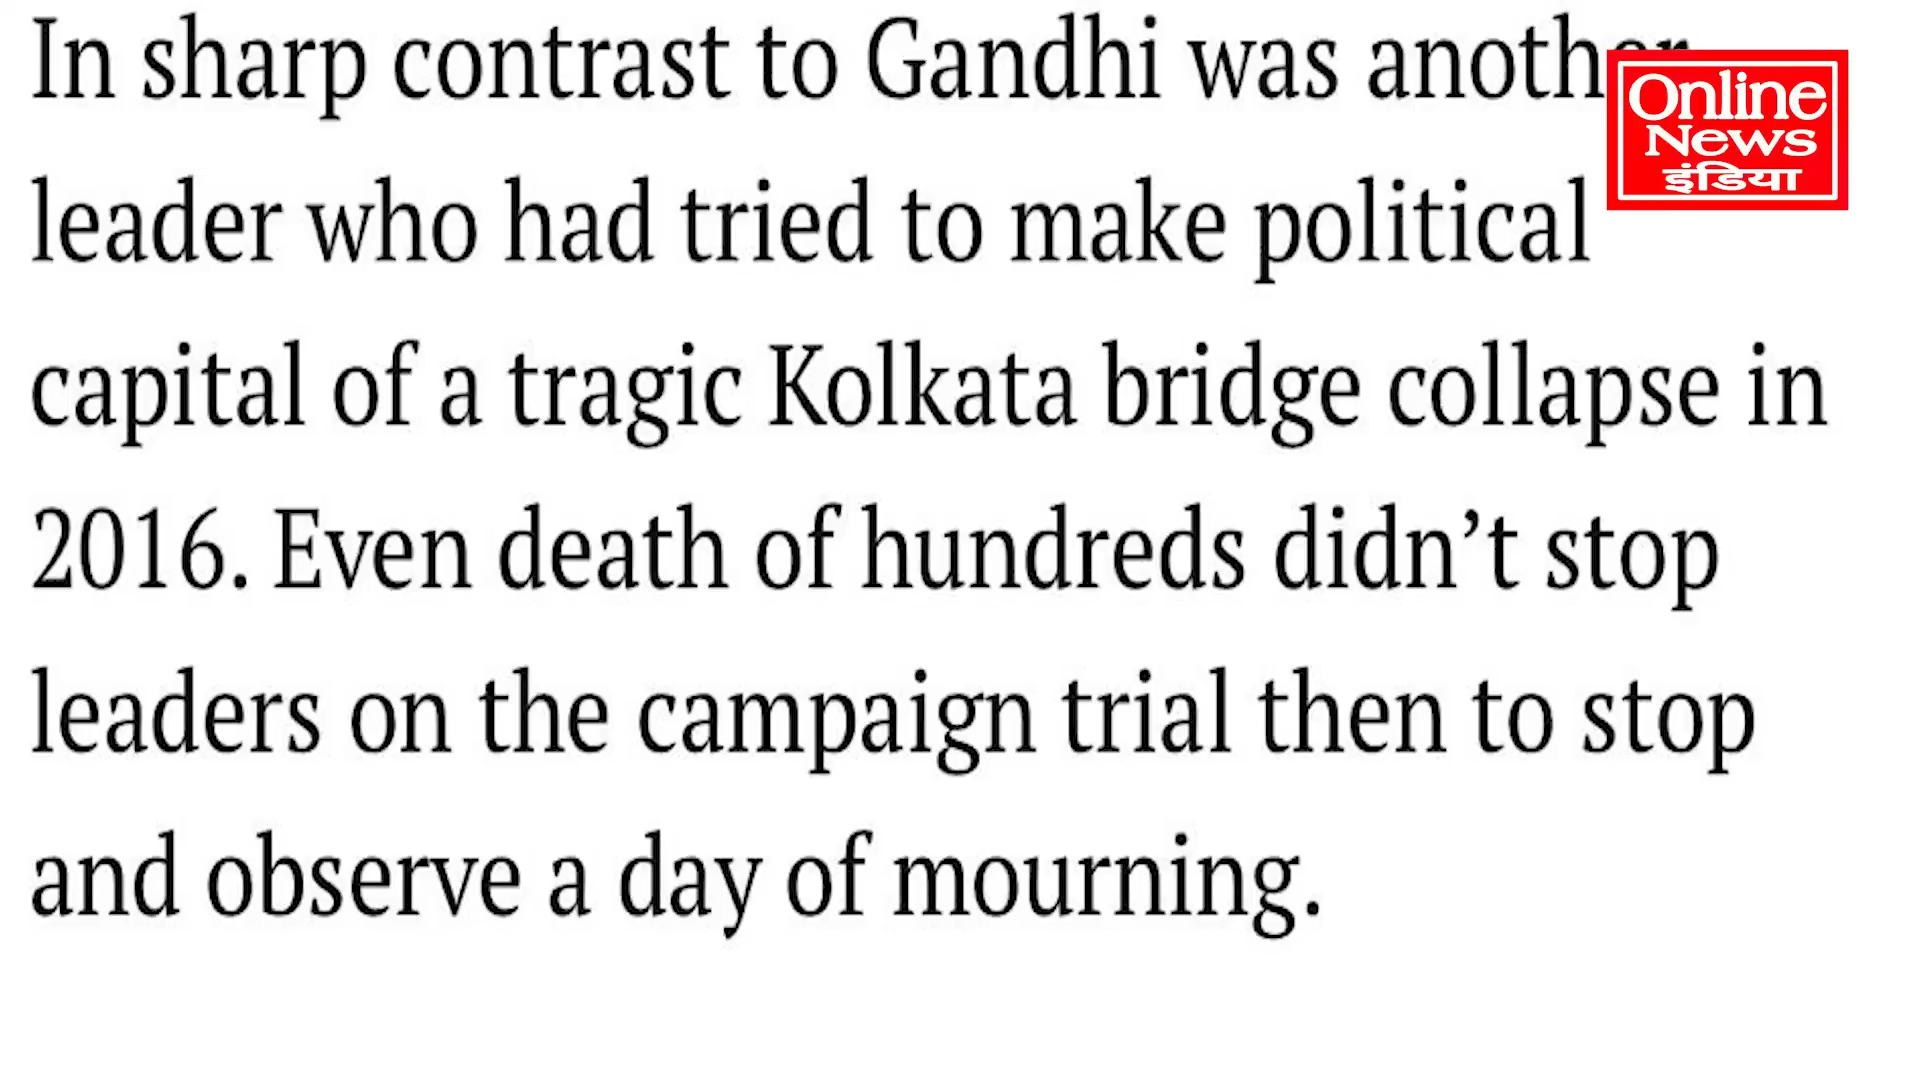 In sharp contrast to Gandhi was another
leader who had tried to make political
capital of a tragic Kolkata bridge collapse in
2016. Even death of hundreds didn’t stop
leaders on the campaign trial then to stop
and observe a day of mourning.
Online
News
इंडिया